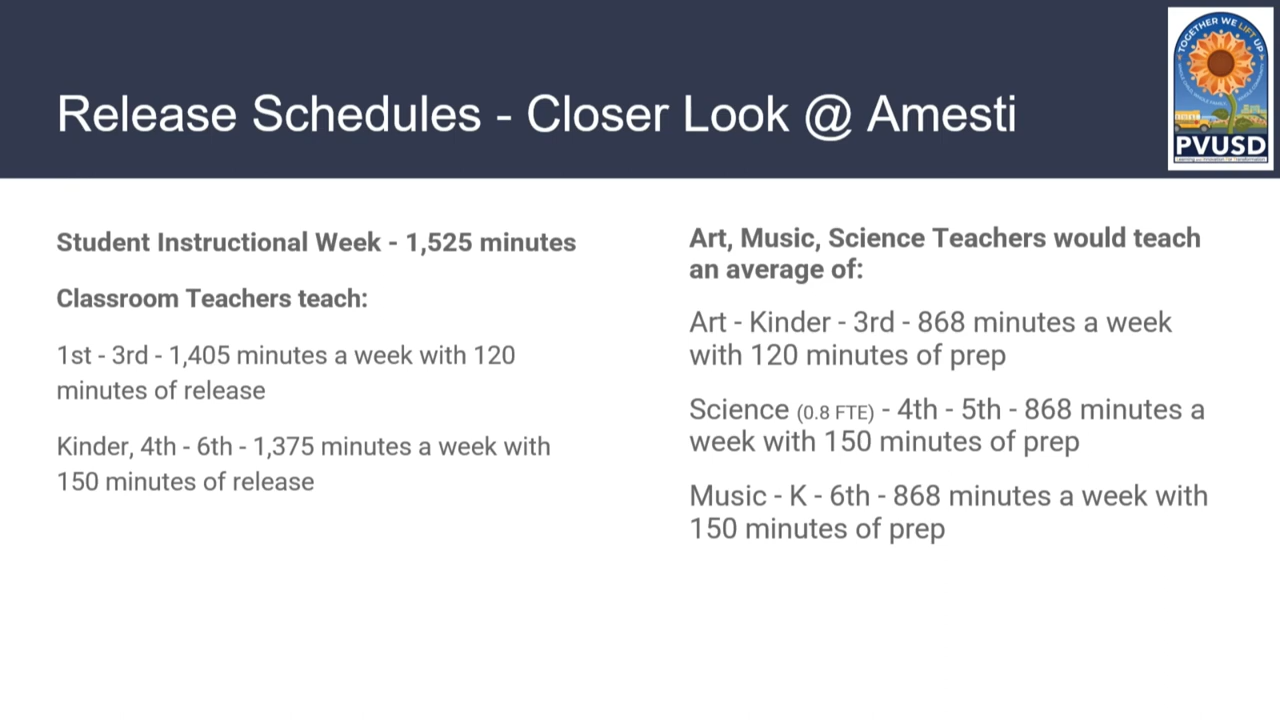 Release Schedules - Closer Look @ Amesti
TOGETHER WE LIFT UP
PVUSD
Student Instructional Week - 1,525 minutes
Classroom Teachers teach:
1st - 3rd - 1,405 minutes a week with 120
minutes of release
Kinder, 4th - 6th - 1,375 minutes a week with
150 minutes of release
Art, Music, Science Teachers would teach
an average of:
Art - Kinder - 3rd - 868 minutes a week
with 120 minutes of prep
Science (0.8 FTE) - 4th - 5th - 868 minutes a
week with 150 minutes of prep
Music - K - 6th - 868 minutes a week with
150 minutes of prep